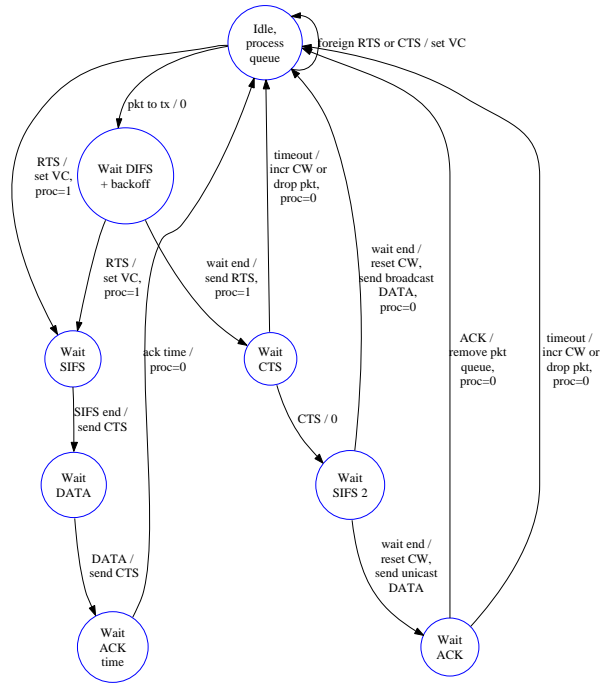 Idle,
process
queue
foreign RTS or CTS / set VC
pkt to tx / 0
RTS /
set VC,
proc=1
Wait DIFS
+ backoff
timeout /
incr CW or
drop pkt,
proc=0
RTS /
set VC,
proc=1
wait end /
send RTS,
proc=1
wait end /
reset CW,
send broadcast
DATA,
proc=0
Wait
SIFS
ack time /
proc=0
Wait
CTS
ACK /
remove pkt
queue,
proc=0
timeout /
incr CW or
drop pkt,
proc=0
SIFS end /
send CTS
CTS / 0
Wait
DATA
Wait
SIFS 2
DATA /
send CTS
wait end /
reset CW,
send unicast
DATA
Wait
ACK
time
Wait
ACK